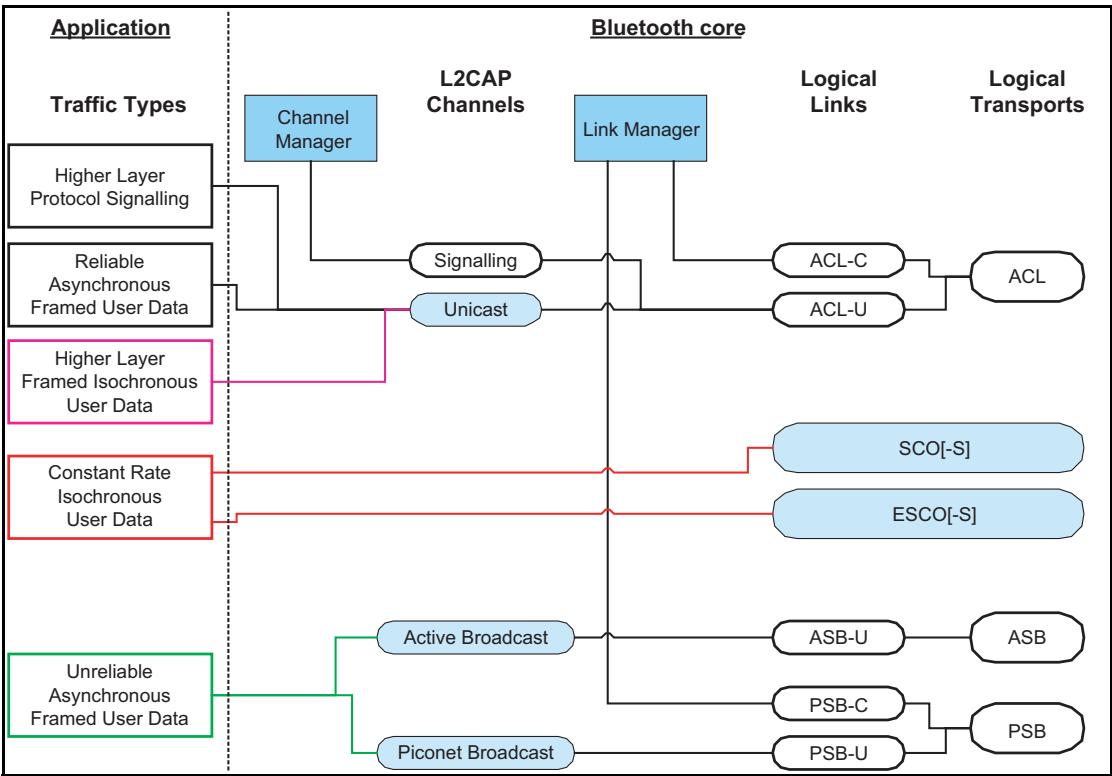 Application
Bluetooth core
Traffic Types
L2CAP
Channels
Logical
Links
Logical
Transports
Channel
Manager
Link Manager
Higher Layer
Protocol Signalling
Reliable
Asynchronous
Framed User Data
Signalling
ACL-C
ACL
Unicast
ACL-U
Higher Layer
Framed Isochronous
User Data
Constant Rate
Isochronous
User Data
SCO[-S]
ESCO[-S]
Unreliable
Asynchronous
Framed User Data
Active Broadcast
ASB-U
ASB
PSB-C
PSB
Piconet Broadcast
PSB-U